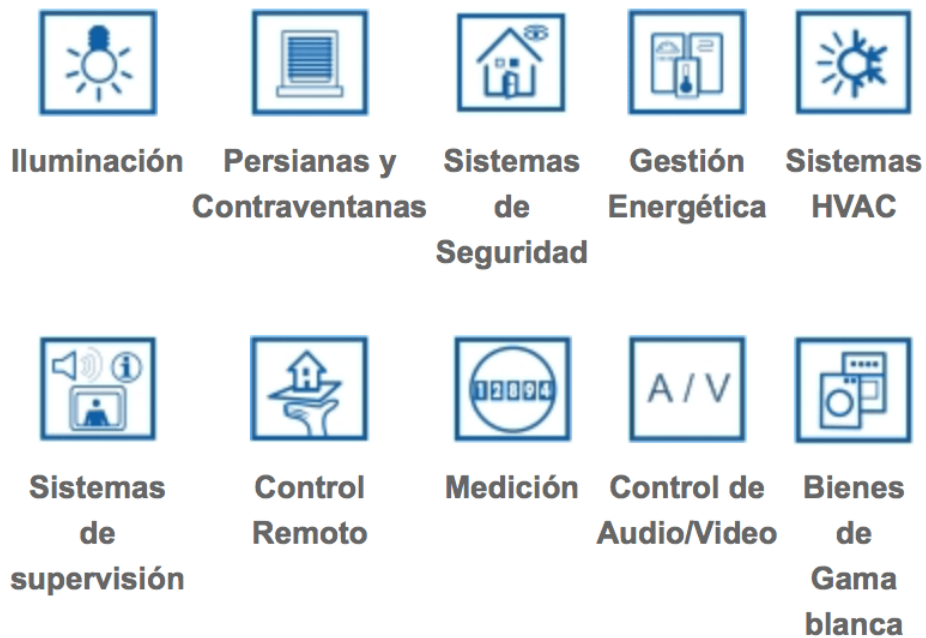 Iluminación
Persianas y
Contraventanas
Sistemas
de
Seguridad
Gestión
Energética
Sistemas
HVAC
12894
A / V
Sistemas
de
supervisión
Control
Remoto
Medición
Control de
Audio/Video
Bienes
de
Gama
blanca